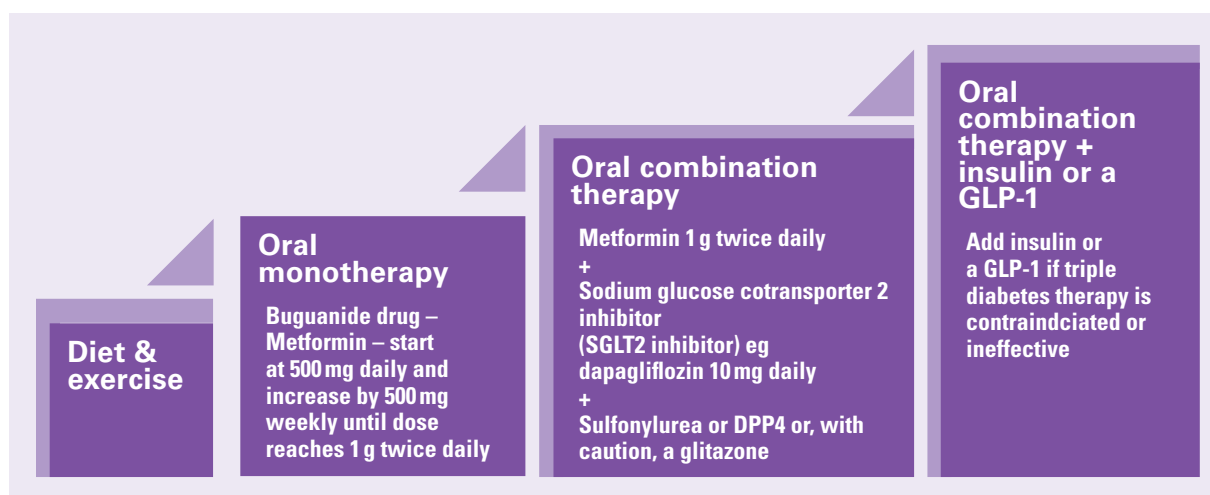 Diet &
exercise
Oral
monotherapy
Buguanide drug –
Metformin – start
at 500 mg daily and
increase by 500 mg
weekly until dose
reaches 1 g twice daily
Oral combination
therapy
Metformin 1 g twice daily
+
Sodium glucose cotransporter 2
inhibitor
(SGLT2 inhibitor) eg
dapagliflozin 10 mg daily
+
Sulfonylurea or DPP4 or, with
caution, a glitazone
Oral
combination
therapy +
insulin or a
GLP-1
Add insulin or
a GLP-1 if triple
diabetes therapy is
contraindciated or
ineffective